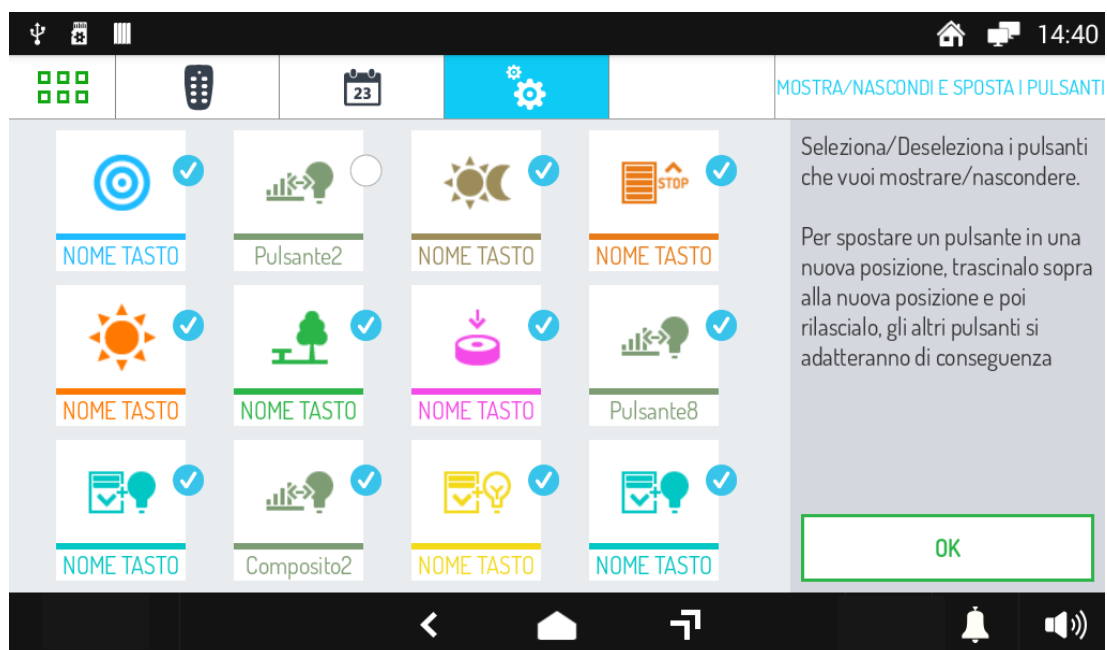 14:40
23
MOSTRA/NASCONDI E SPOSTA I PULSANTI
STOP
NOME TASTO
Pulsante2
NOME TASTO
NOME TASTO
NOME TASTO
NOME TASTO
NOME TASTO
Pulsante8
NOME TASTO
Composito2
NOME TASTO
NOME TASTO
Seleziona/Deseleziona i pulsanti
che vuoi mostrare/nascondere.
Per spostare un pulsante in una
nuova posizione, trascinalo sopra
alla nuova posizione e poi
rilascialo, gli altri pulsanti si
adatteranno di conseguenza
OK